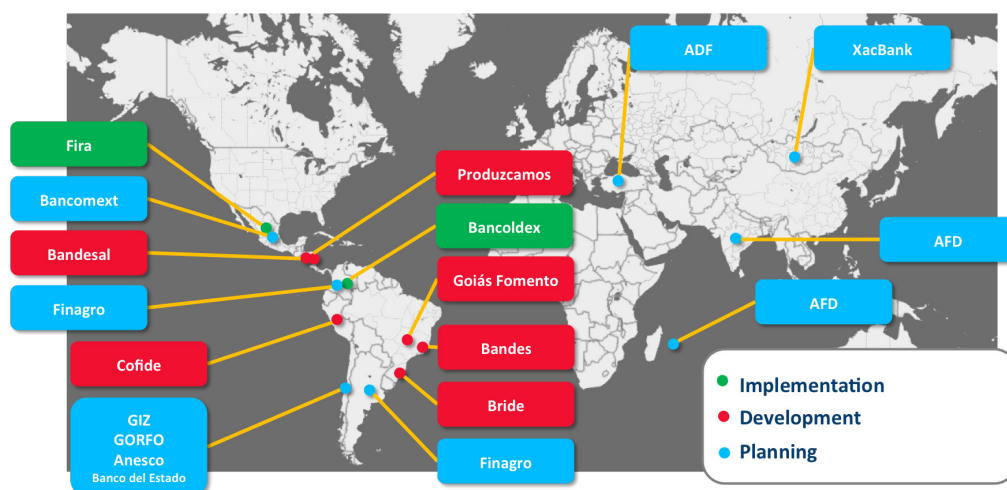 ADF
XacBank
Fira
Bancomext
Bandesal
Finagro
Cofide
GIZ
GORFO
Anesco
Banco del Estado
Produzcamos
Bancoldex
Goiás Fomento
Bandes
Bride
Finagro
AFD
AFD
Implementation
Development
Planning